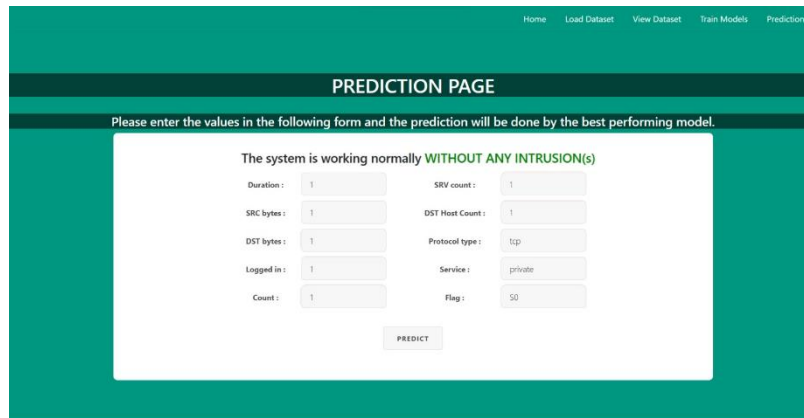 Home Load Dataset View Dataset Train Models Prediction
PREDICTION PAGE
Please enter the values in the following form and the prediction will be done by the best performing model.
The system is working normally WITHOUT ANY INTRUSION(s)
Duration : 1 SRV count : 1
SRC bytes : 1 DST Host Count : 1
DST bytes : 1 Protocol type : tcp
Logged in : 1 Service : private
Count : 1 Flag : S0
PREDICT